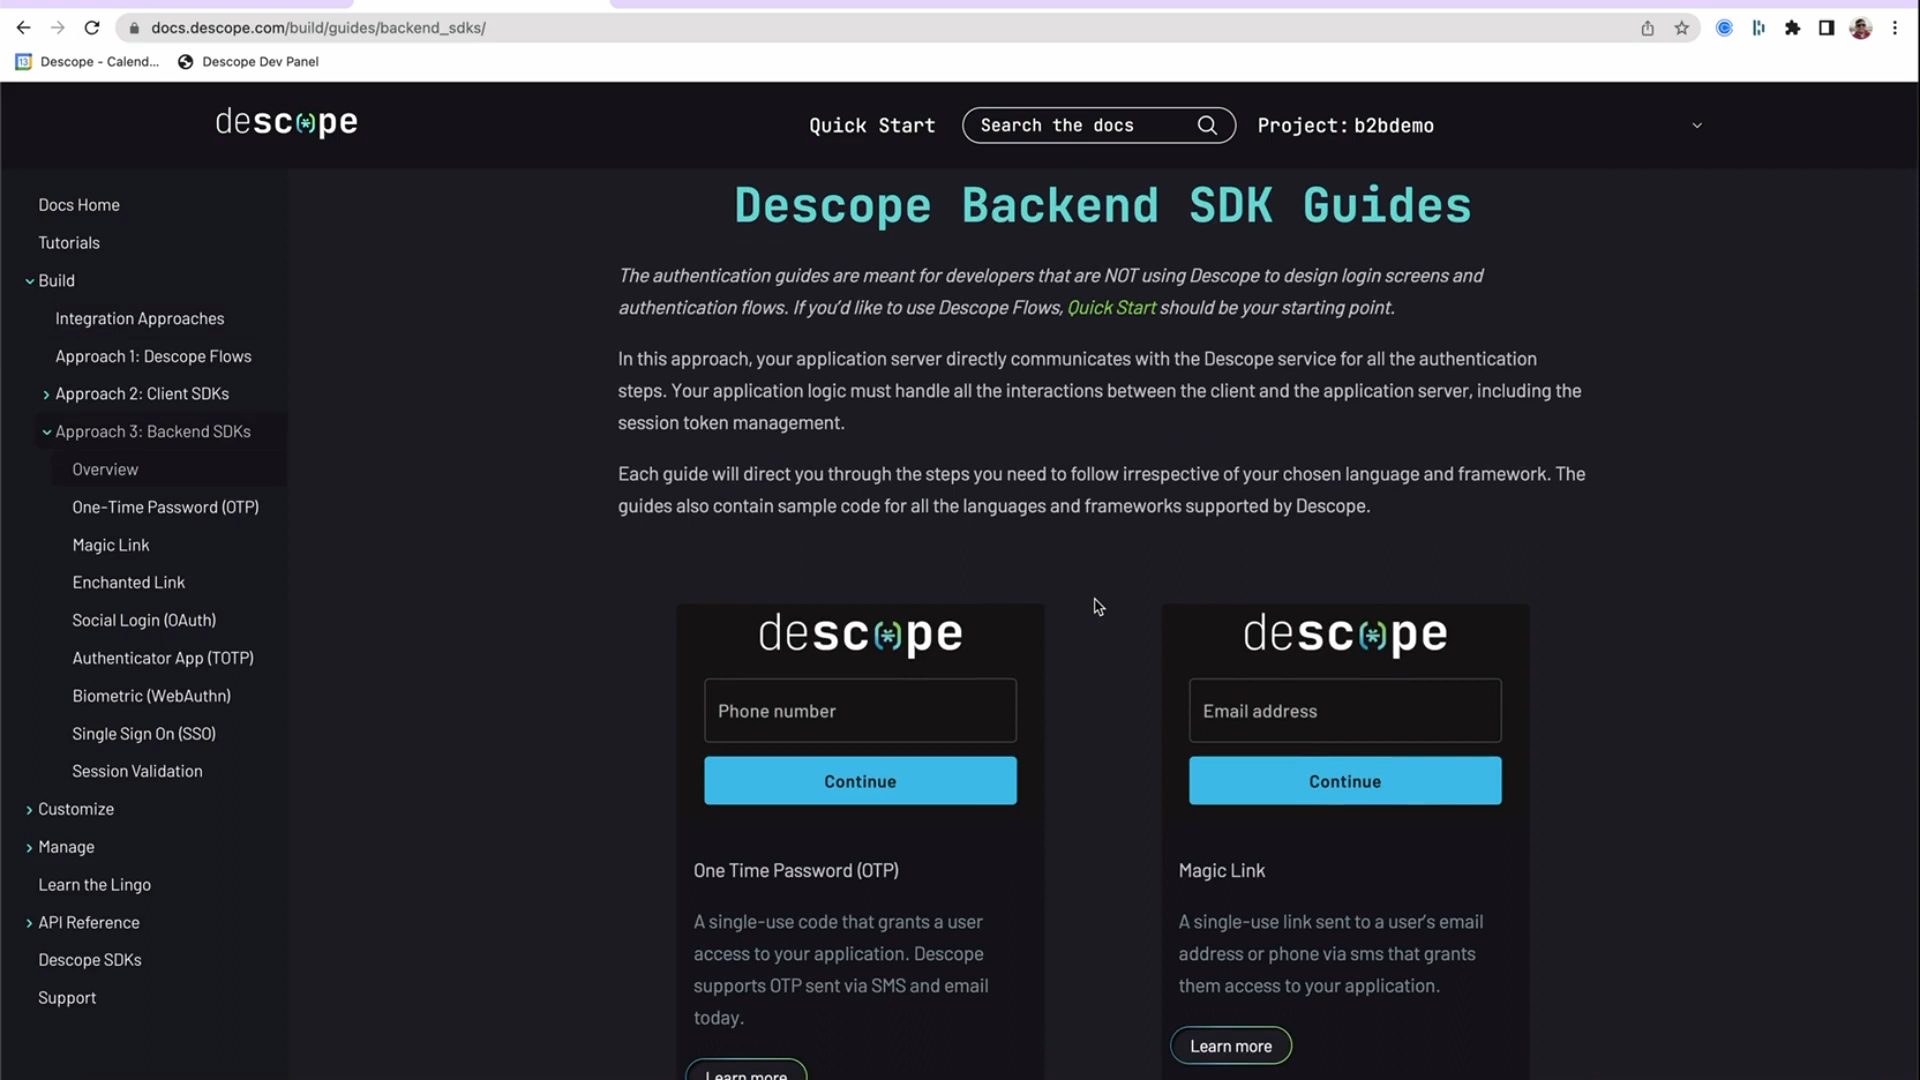 docs.descope.com/build/guides/backend_sdks/
13 Descope - Calend...
Descope Dev Panel
descope
Quick Start
Search the docs
Project: b2bdemo
Docs Home
Tutorials
Build
Integration Approaches
Approach 1: Descope Flows
Approach 2: Client SDKs
Approach 3: Backend SDKs
Overview
One-Time Password (OTP)
Magic Link
Enchanted Link
Social Login (OAuth)
Authenticator App (TOTP)
Biometric (WebAuthn)
Single Sign On (SSO)
Session Validation
Customize
Manage
Learn the Lingo
API Reference
Descope SDKs
Support
Descope Backend SDK Guides
The authentication guides are meant for developers that are NOT using Descope to design login screens and
authentication flows. If you'd like to use Descope Flows, Quick Start should be your starting point.
In this approach, your application server directly communicates with the Descope service for all the authentication
steps. Your application logic must handle all the interactions between the client and the application server, including the
session token management.
Each guide will direct you through the steps you need to follow irrespective of your chosen language and framework. The
guides also contain sample code for all the languages and frameworks supported by Descope.
descope
Phone number
Continue
One Time Password (OTP)
A single-use code that grants a user
access to your application. Descope
supports OTP sent via SMS and email
today.
Learn more
descope
Email address
Continue
Magic Link
A single-use link sent to a user's email
address or phone via sms that grants
them access to your application.
Learn more